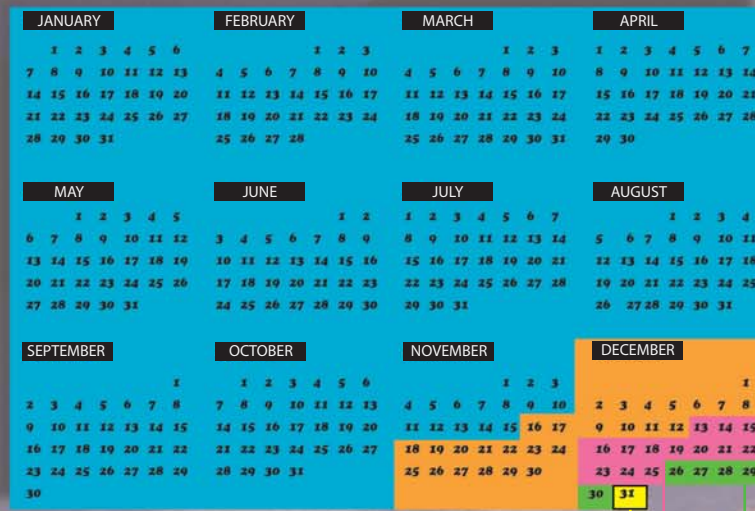 JANUARY FEBRUARY MARCH APRIL
1 2 3 4 5 6 1 2 3 1 2 3 1 2 3 4 5 6 7
7 8 9 10 11 12 13 4 5 6 7 8 9 10 4 5 6 7 8 9 10 8 9 10 11 12 13 14
14 15 16 17 18 19 20 11 12 13 14 15 16 17 11 12 13 14 15 16 17 15 16 17 18 19 20 21
21 22 23 24 25 26 27 18 19 20 21 22 23 24 18 19 20 21 22 23 24 22 23 24 25 26 27 28
28 29 30 31 25 26 27 28 25 26 27 28 29 30 31 29 30
MAY JUNE JULY AUGUST
1 2 3 4 5 1 2 1 2 3 4 5 6 7 1 2 3 4
6 7 8 9 10 11 12 3 4 5 6 7 8 9 8 9 10 11 12 13 14 5 6 7 8 9 10 11
13 14 15 16 17 18 19 10 11 12 13 14 15 16 15 16 17 18 19 20 21 12 13 14 15 16 17 18
20 21 22 23 24 25 26 17 18 19 20 21 22 23 22 23 24 25 26 27 28 19 20 21 22 23 24 25
27 28 29 30 31 24 25 26 27 28 29 30 29 30 31 26 27 28 29 30 31
SEPTEMBER OCTOBER NOVEMBER DECEMBER
1 1 2 3 4 5 6 1 2 3 1
2 3 4 5 6 7 8 7 8 9 10 11 12 13 4 5 6 7 8 9 10 2 3 4 5 6 7 8
9 10 11 12 13 14 15 14 15 16 17 18 19 20 11 12 13 14 15 16 17 9 10 11 12 13 14 15
16 17 18 19 20 21 22 21 22 23 24 25 26 27 18 19 20 21 22 23 24 16 17 18 19 20 21 22
23 24 25 26 27 28 29 28 29 30 31 25 26 27 28 29 30 23 24 25 26 27 28 29
30 30 31